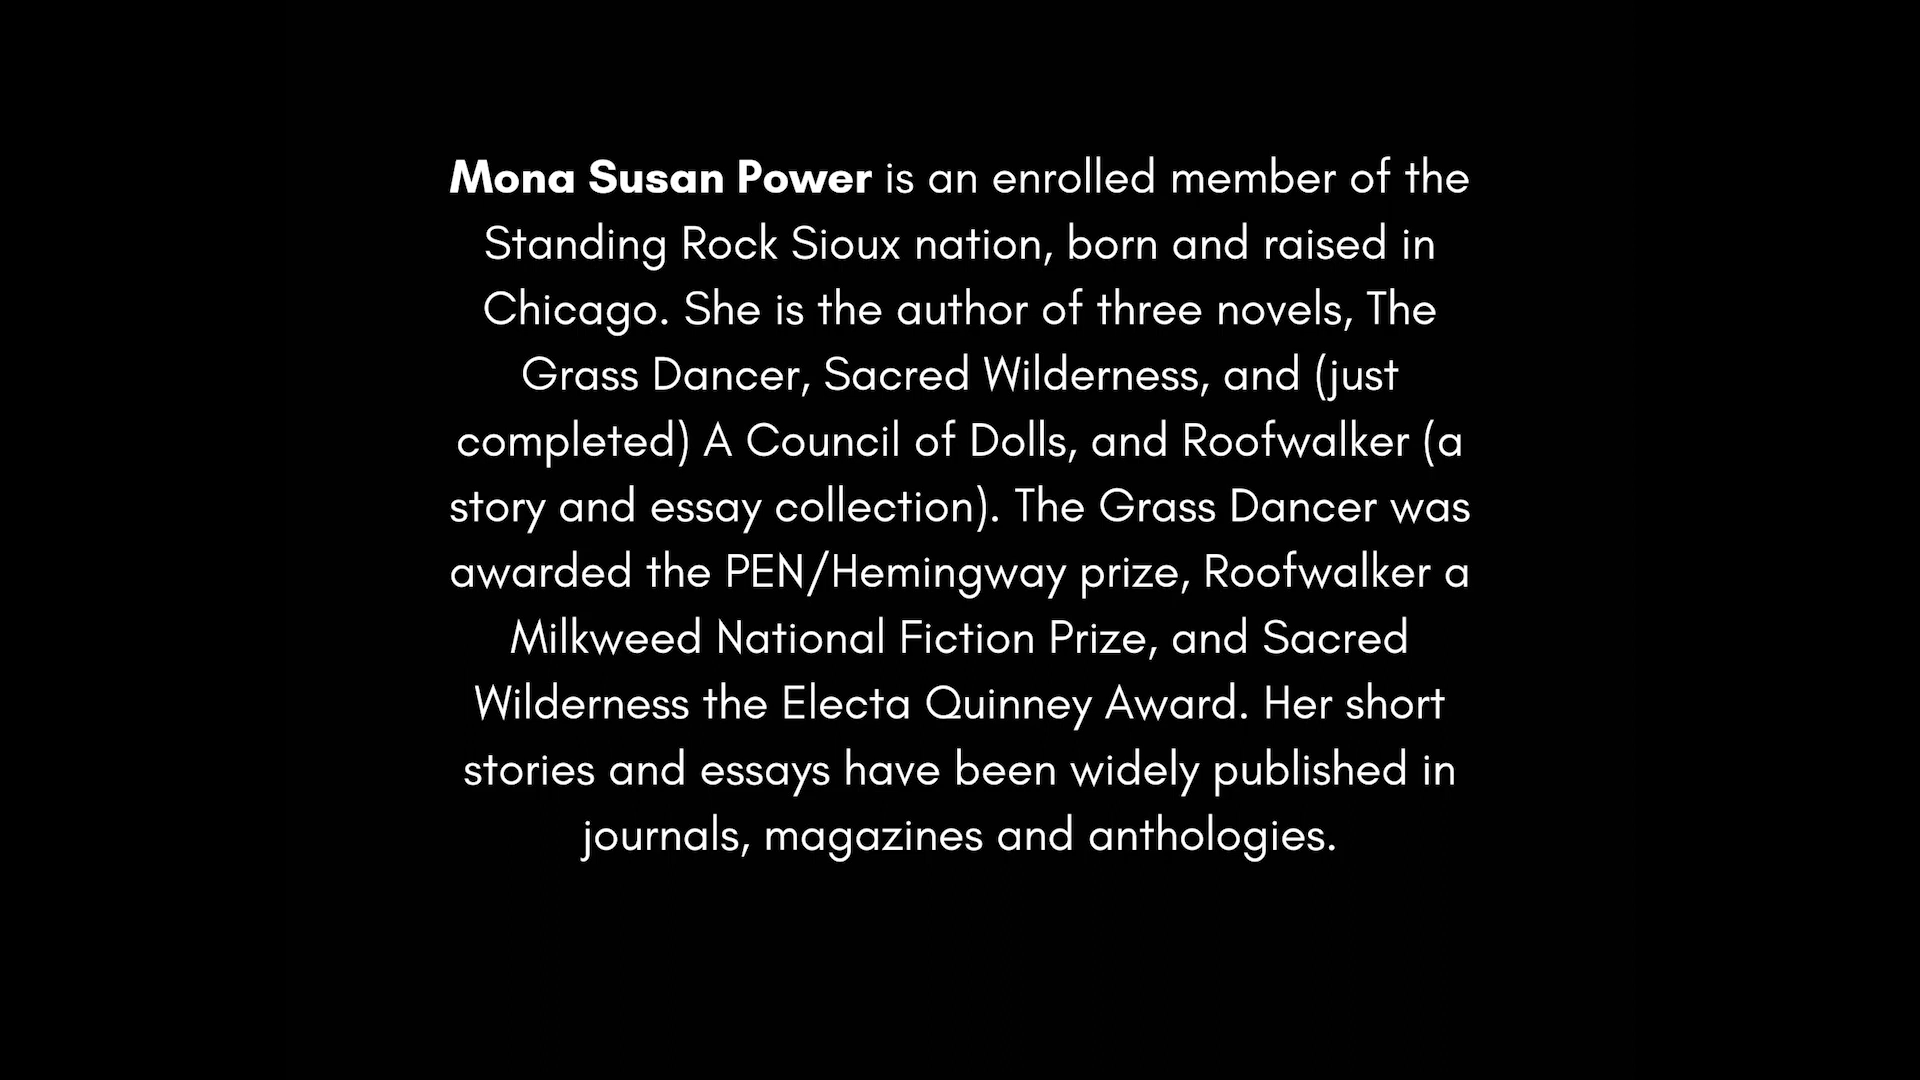 Mona Susan Power is an enrolled member of the
Standing Rock Sioux nation, born and raised in
Chicago. She is the author of three novels, The
Grass Dancer, Sacred Wilderness, and (just
completed) A Council of Dolls, and Roofwalker (a
story and essay collection). The Grass Dancer was
awarded the PEN/Hemingway prize, Roofwalker a
Milkweed National Fiction Prize, and Sacred
Wilderness the Electa Quinney Award. Her short
stories and essays have been widely published in
journals, magazines and anthologies.